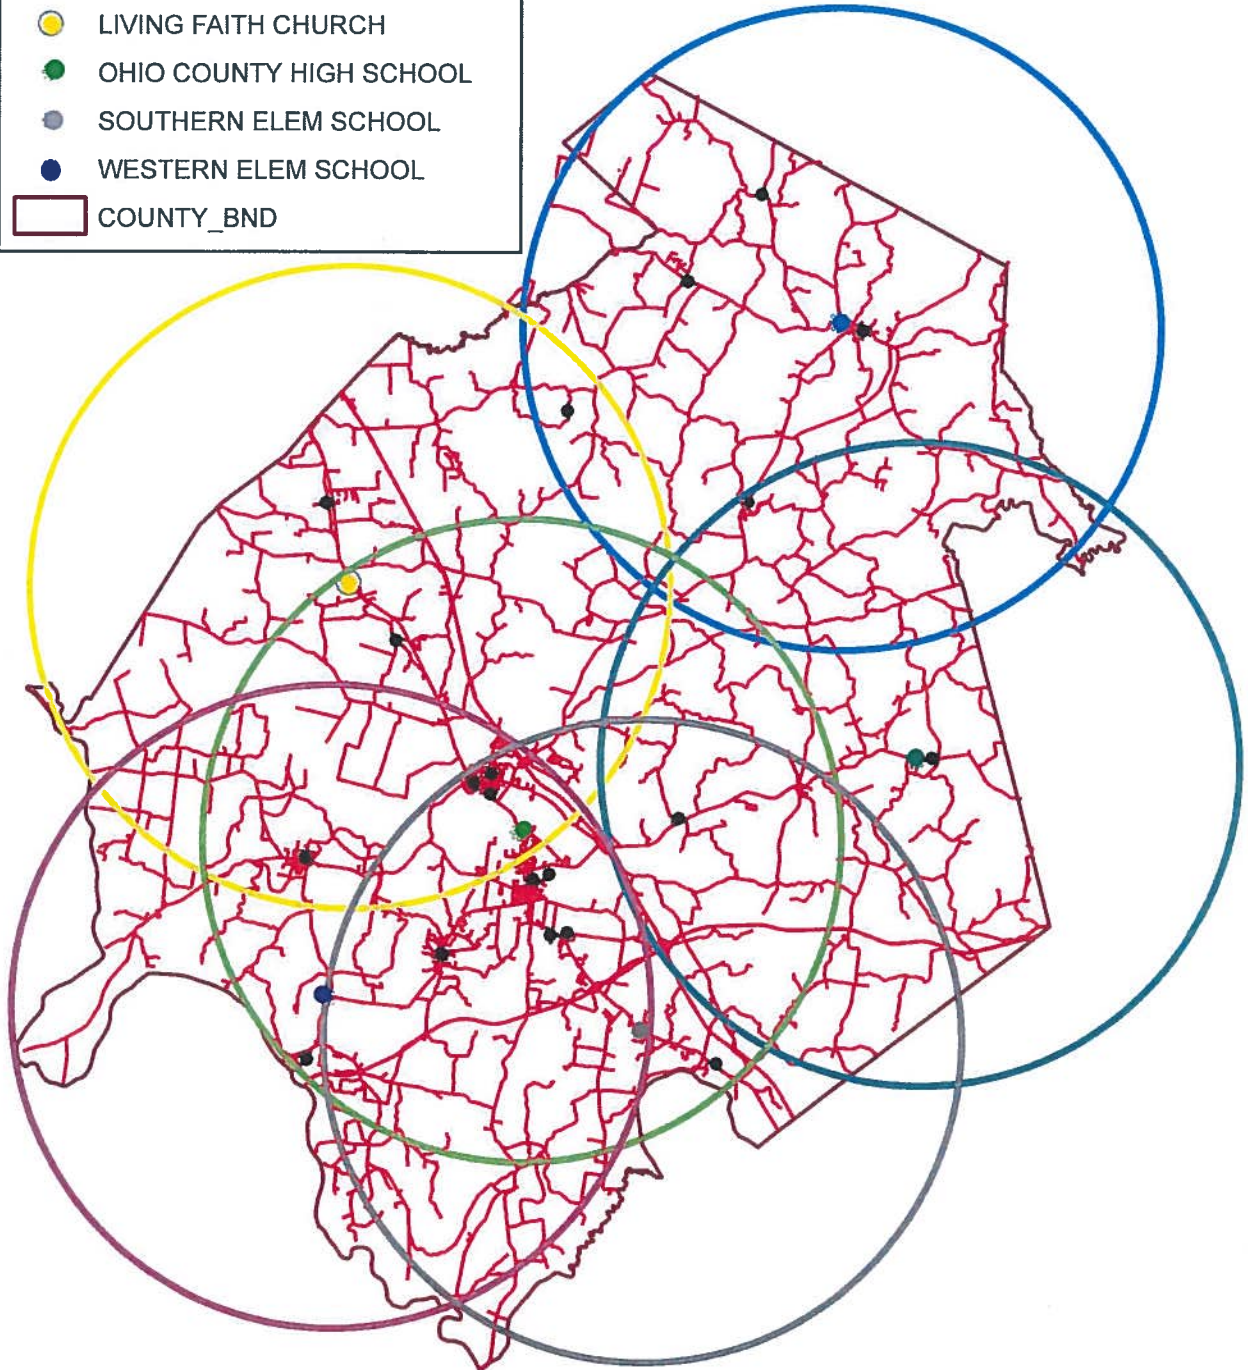 LIVING FAITH CHURCH
OHIO COUNTY HIGH SCHOOL
SOUTHERN ELEM SCHOOL
WESTERN ELEM SCHOOL
COUNTY_BND